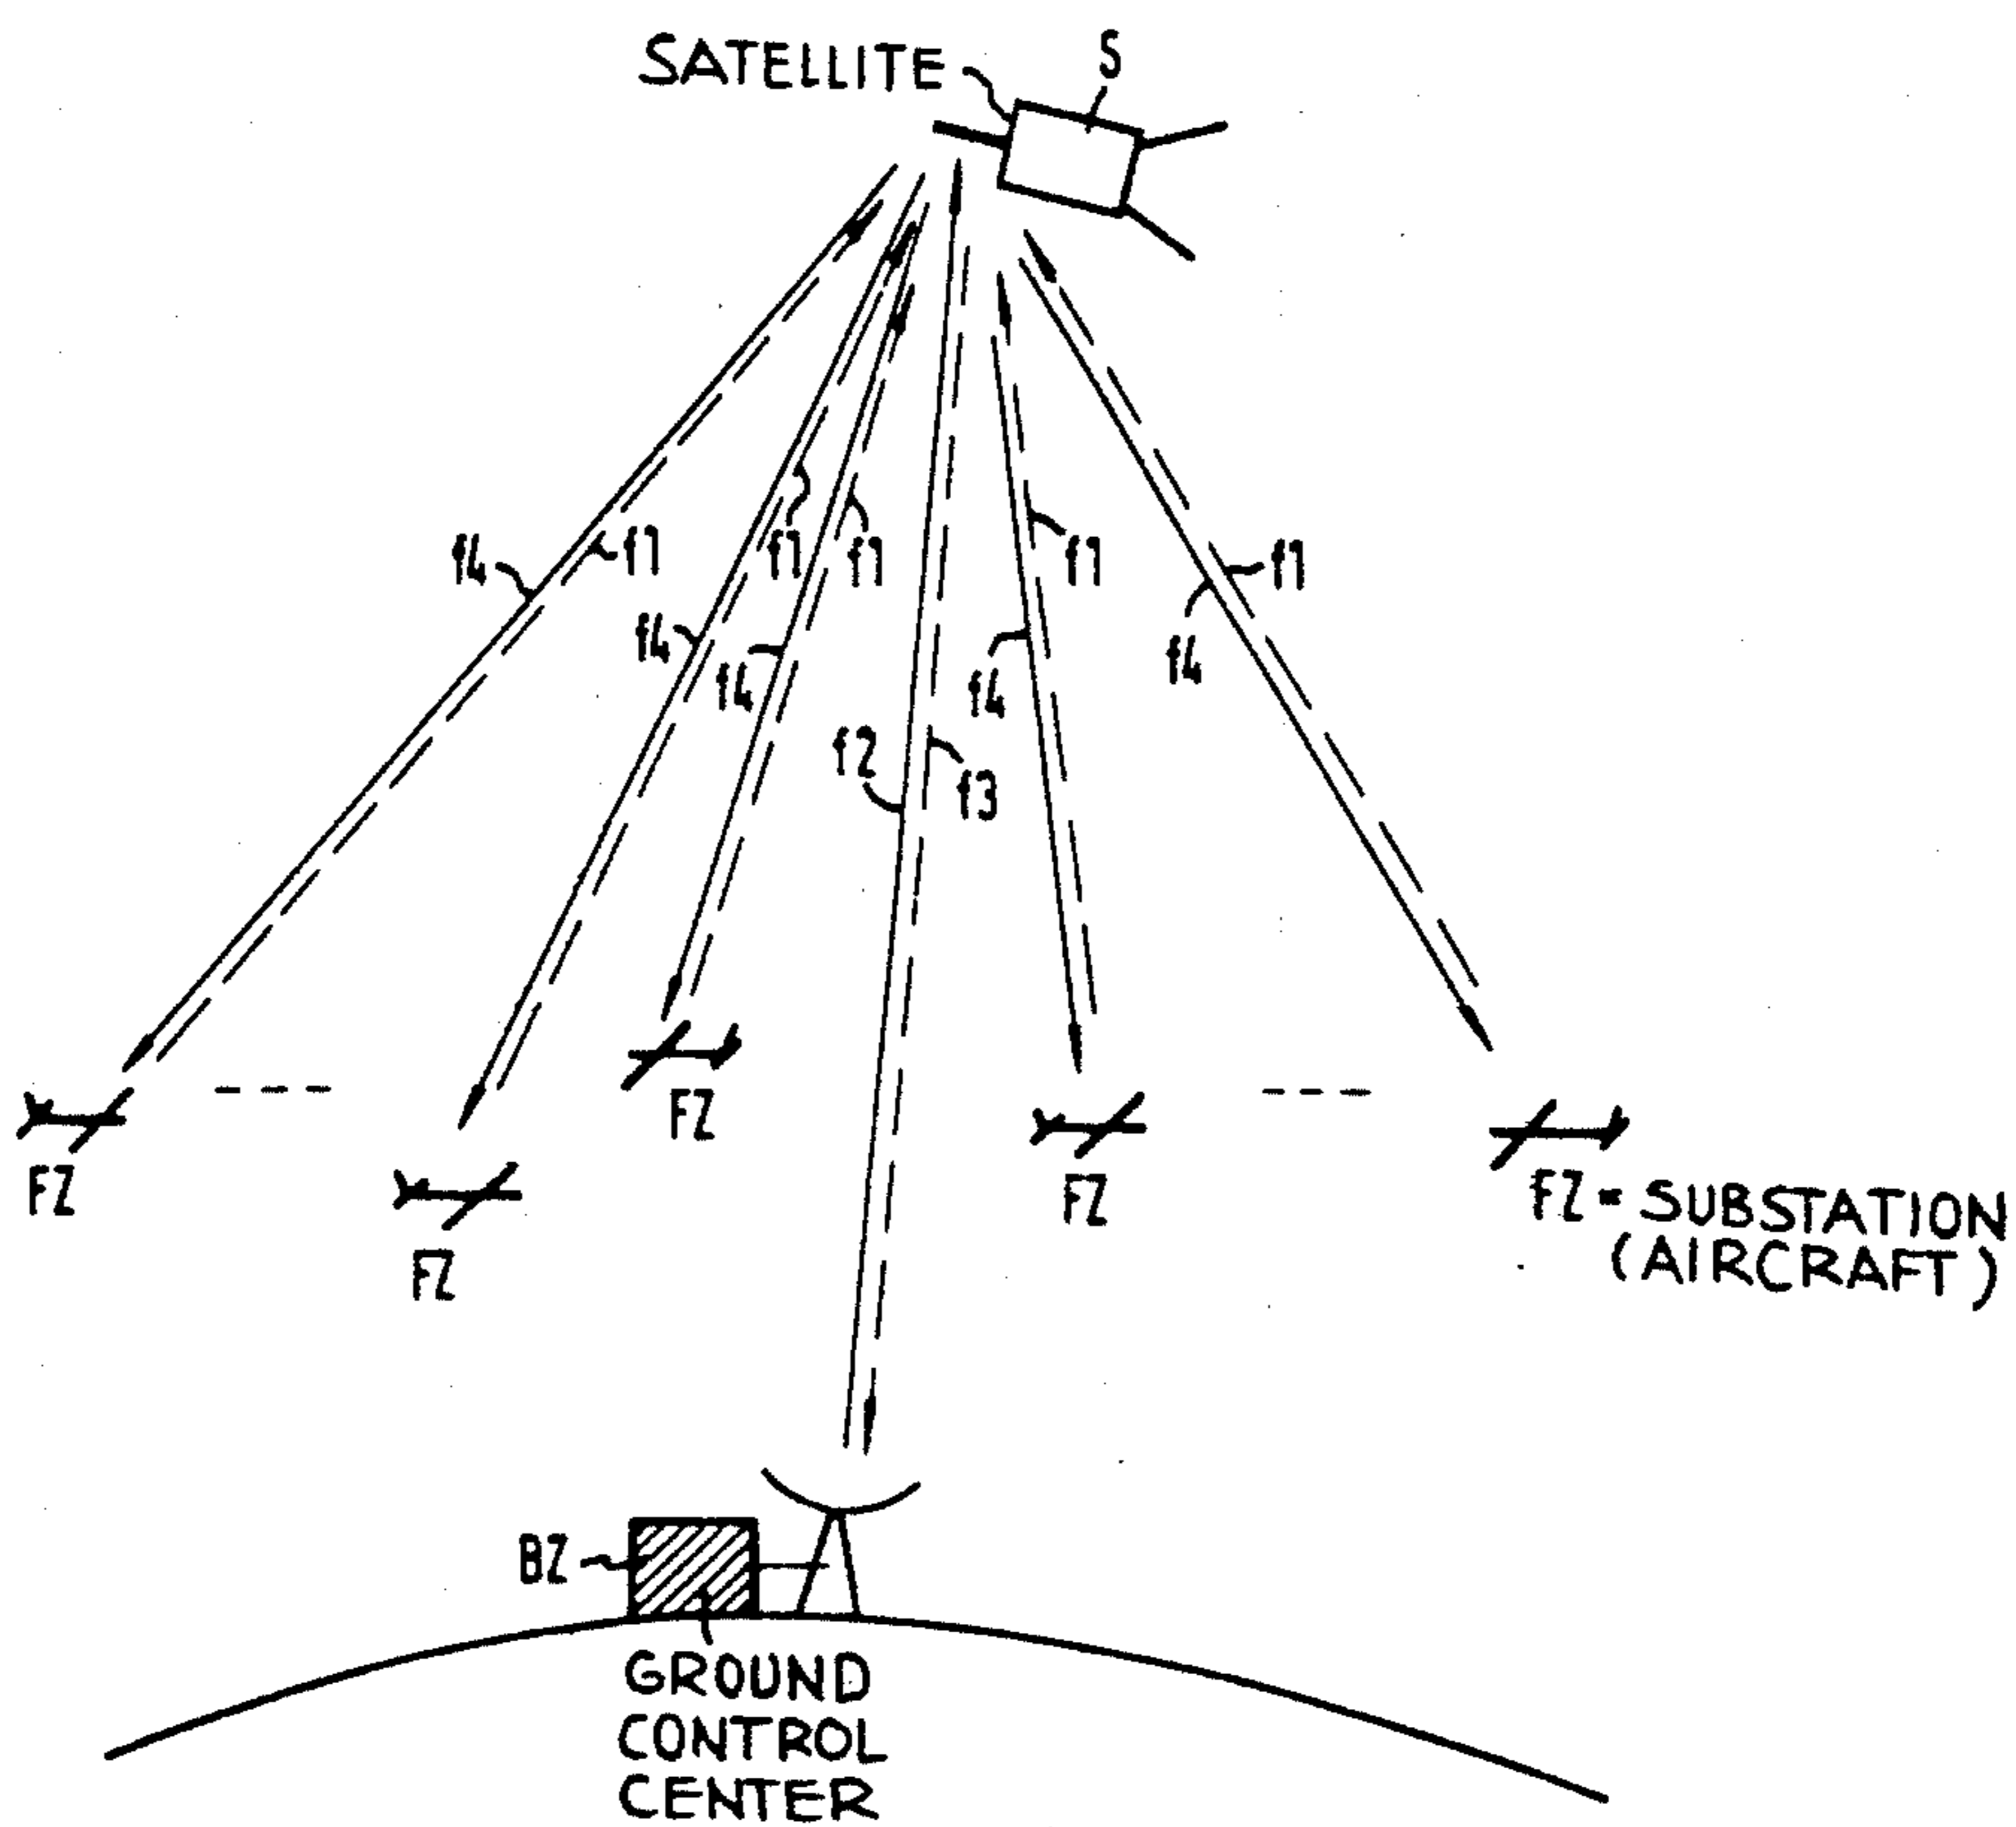 SATELLITE
S
f4
f1
f1
f1
f1
f1
f4
f4
f4
f4
f2
f3
FZ
FZ
FZ
FZ
FZ = SUBSTATION
(AIRCRAFT)
BZ
GROUND
CONTROL
CENTER